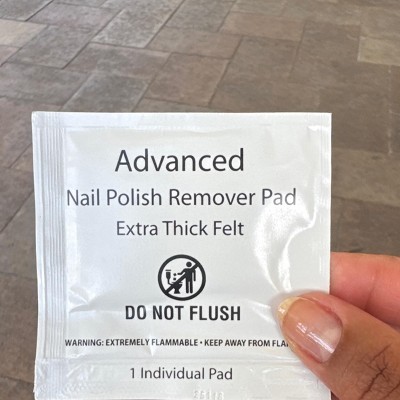 Advanced
Nail Polish Remover Pad
Extra Thick Felt
DO NOT FLUSH
WARNING: EXTREMELY FLAMMABLE • KEEP AWAY FROM
1 Individual Pad